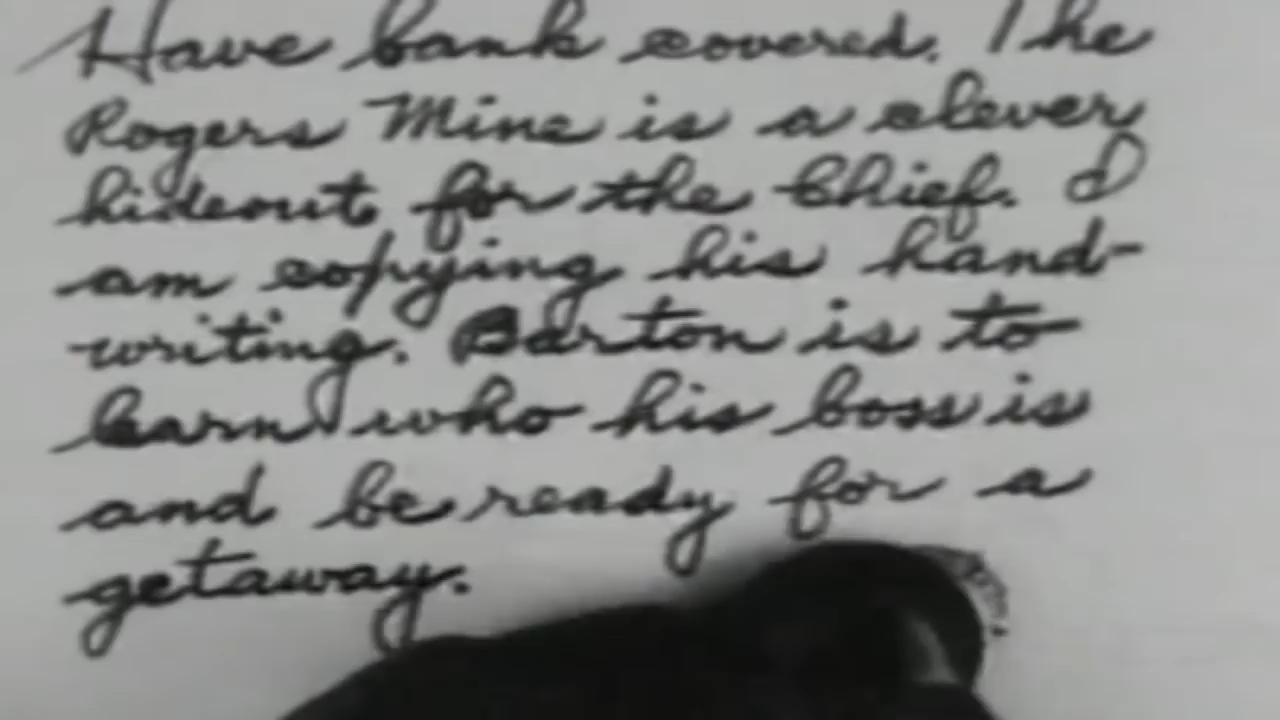 Have bank covered. The
Rogers Mine is a clever
hideout for the Chief. I
am copying his hand-
writing. Barton is to
learn who his boss is
and be ready for a
getaway.